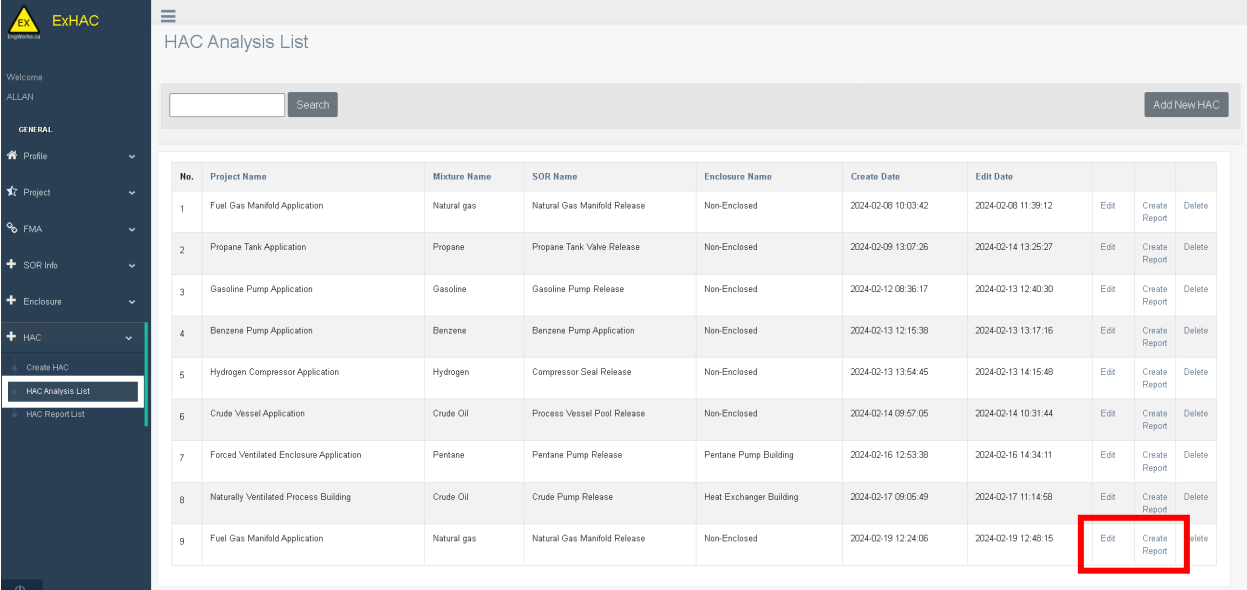 EX
EngWorks.ca
ExHAC
Welcome
ALLAN
GENERAL
Profile
Project
FMA
SOR Info
Enclosure
HAC
Create HAC
HAC Analysis List
HAC Report List
HAC Analysis List
Search
Add New HAC
No. Project Name Mixture Name SOR Name Enclosure Name Create Date Edit Date
1 Fuel Gas Manifold Application Natural gas Natural Gas Manifold Release Non-Enclosed 2024-02-08 10:03:42 2024-02-08 11:39:12 Edit Create Delete
Report
2 Propane Tank Application Propane Propane Tank Valve Release Non-Enclosed 2024-02-09 13:07:26 2024-02-14 13:25:27 Edit Create Delete
Report
3 Gasoline Pump Application Gasoline Gasoline Pump Release Non-Enclosed 2024-02-12 08:36:17 2024-02-13 12:40:30 Edit Create Delete
Report
4 Benzene Pump Application Benzene Benzene Pump Application Non-Enclosed 2024-02-13 12:15:38 2024-02-13 13:17:16 Edit Create Delete
Report
5 Hydrogen Compressor Application Hydrogen Compressor Seal Release Non-Enclosed 2024-02-13 13:54:45 2024-02-13 14:15:48 Edit Create Delete
Report
6 Crude Vessel Application Crude Oil Process Vessel Pool Release Non-Enclosed 2024-02-14 09:57:05 2024-02-14 10:31:44 Edit Create Delete
Report
7 Forced Ventilated Enclosure Application Pentane Pentane Pump Release Pentane Pump Building 2024-02-16 12:53:38 2024-02-16 14:34:11 Edit Create Delete
Report
8 Naturally Ventilated Process Building Crude Oil Crude Pump Release Heat Exchanger Building 2024-02-17 09:05:49 2024-02-17 11:14:58 Edit Create Delete
Report
9 Fuel Gas Manifold Application Natural gas Natural Gas Manifold Release Non-Enclosed 2024-02-19 12:24:06 2024-02-19 12:48:15 Edit Create elete
Report